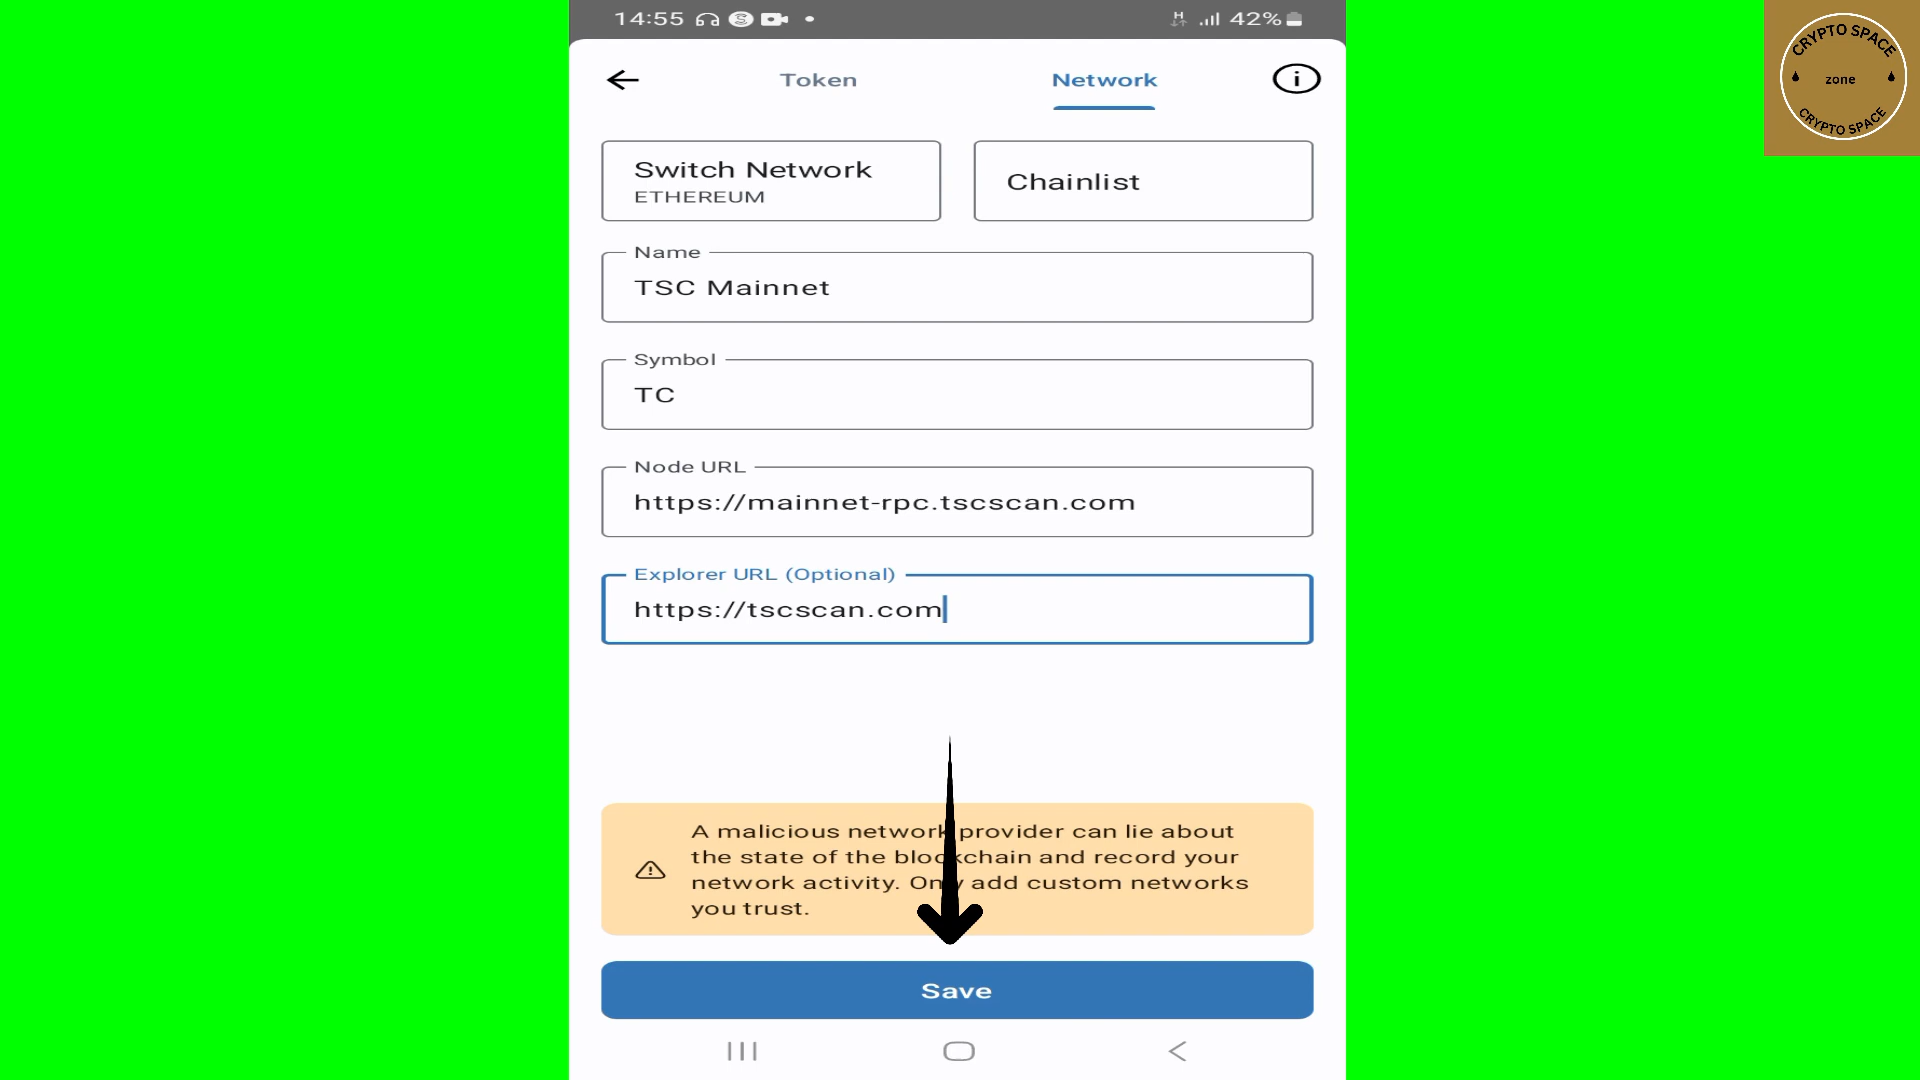 14:55
H
42%
CRYPTO SPACE
zone
CRYPTO SPACE
Token
Network
Switch Network
ETHEREUM
Chainlist
Name
TSC Mainnet
Symbol
TC
Node URL
https://mainnet-rpc.tscscan.com
Explorer URL (Optional)
https://tscscan.com
A malicious network provider can lie about
the state of the blockchain and record your
network activity. Only add custom networks
you trust.
Save